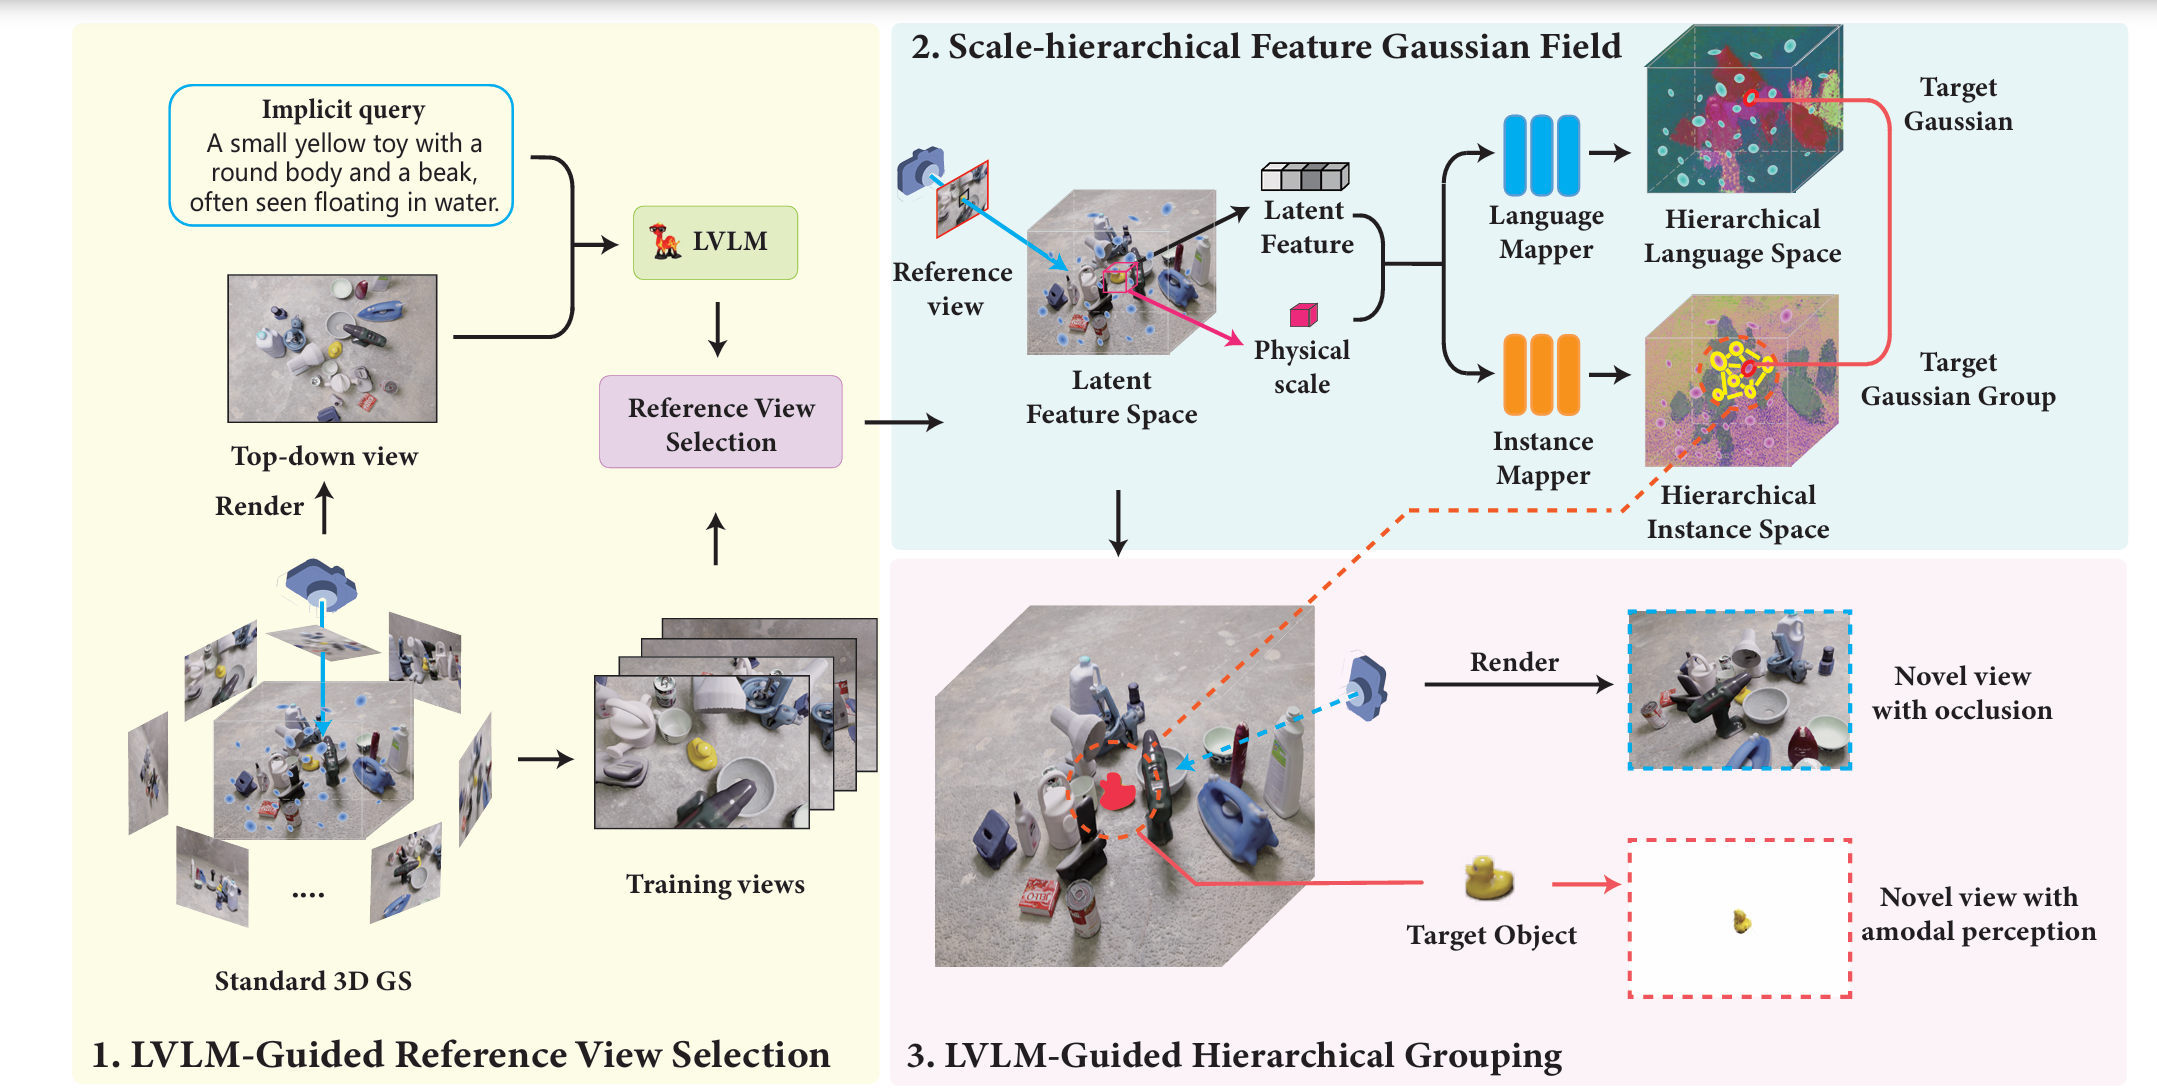 Implicit query
A small yellow toy with a
round body and a beak,
often seen floating in water.
LVLM
Top-down view
Render
Reference View
Selection
Training views
Standard 3D GS
....
1. LVLM-Guided Reference View Selection
2. Scale-hierarchical Feature Gaussian Field
Reference
view
Latent
Feature Space
Latent
Feature
Physical
scale
Language
Mapper
Instance
Mapper
Hierarchical
Language Space
Hierarchical
Instance Space
Target
Gaussian
Target
Gaussian Group
Render
Novel view
with occlusion
JELLO
Target Object
Novel view with
amodal perception
3. LVLM-Guided Hierarchical Grouping